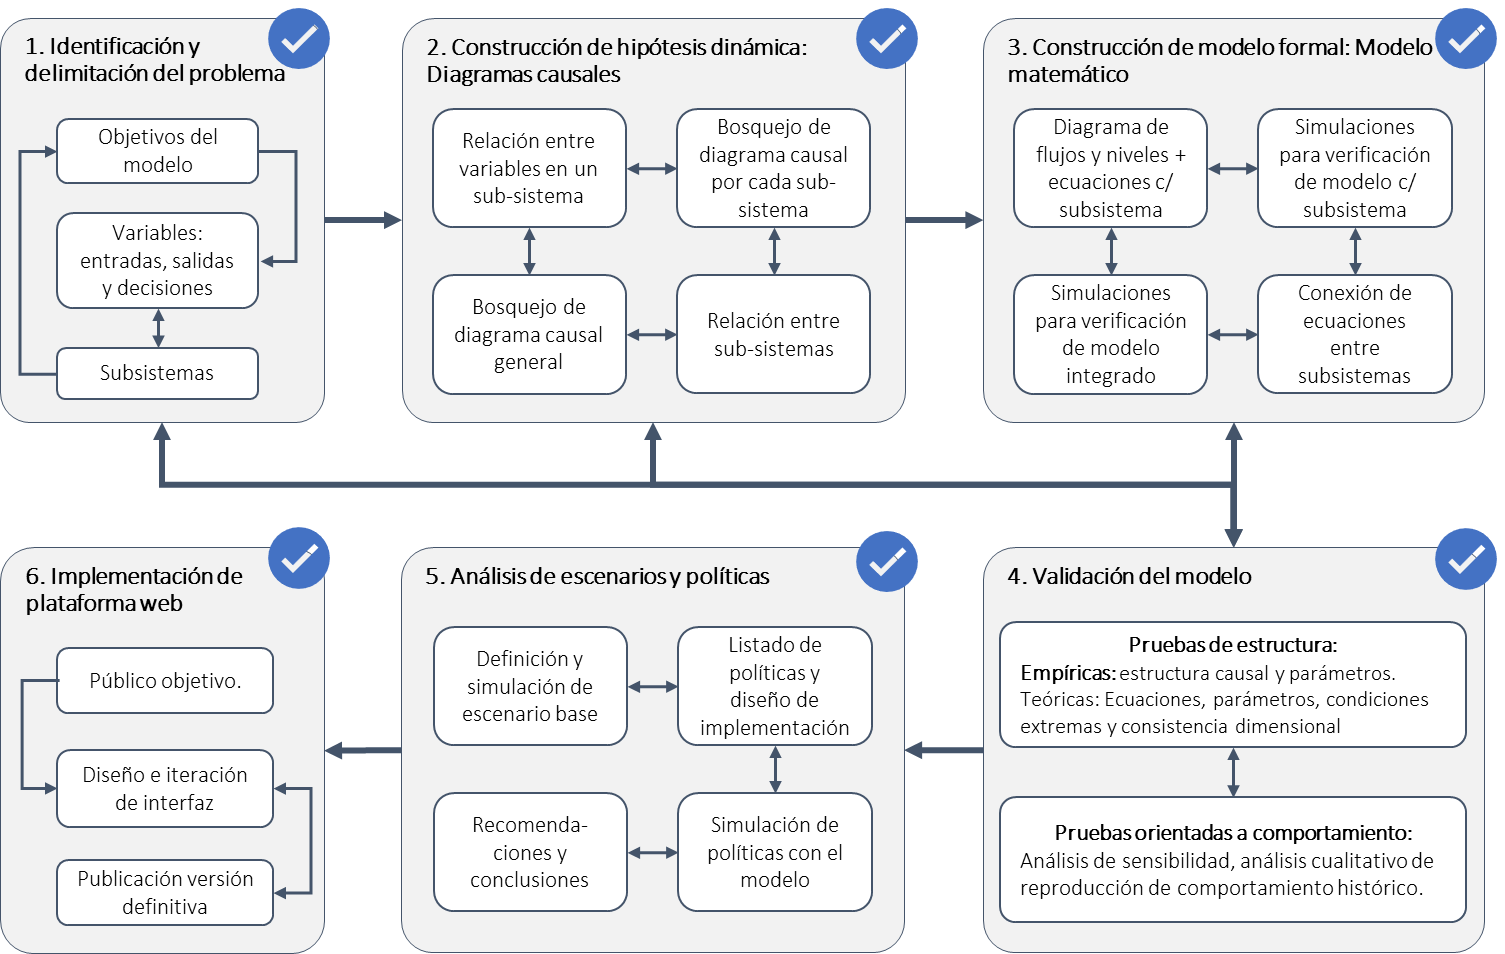 1. Identificación y
delimitación del problema
Objetivos del
modelo
Variables:
entradas, salidas
y decisiones
Subsistemas
2. Construcción de hipótesis dinámica:
Diagramas causales
Relación entre
variables en un
sub-sistema
Bosquejo de
diagrama causal
por cada sub-
sistema
Bosquejo de
diagrama causal
general
Relación entre
sub-sistemas
3. Construcción de modelo formal: Modelo
matemático
Diagrama de
flujos y niveles +
ecuaciones c/
subsistema
Simulaciones
para verificación
de modelo c/
subsistema
Simulaciones
para verificación
de modelo
integrado
Conexión de
ecuaciones
entre
subsistemas
6. Implementación de
plataforma web
Público objetivo.
Diseño e iteración
de interfaz
Publicación versión
definitiva
5. Análisis de escenarios y políticas
Definición y
simulación de
escenario base
Listado de
políticas y
diseño de
implementación
Recomenda-
ciones y
conclusiones
Simulación de
políticas con el
modelo
4. Validación del modelo
Pruebas de estructura:
Empíricas: estructura causal y parámetros.
Teóricas: Ecuaciones, parámetros, condiciones
extremas y consistencia dimensional
Pruebas orientadas a comportamiento:
Análisis de sensibilidad, análisis cualitativo de
reproducción de comportamiento histórico.